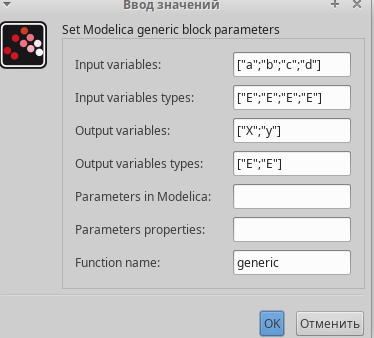 Ввод значений
Set Modelica generic block parameters
Input variables: ["a";"b";"c";"d"]
Input variables types: ["E";"E";"E";"E"]
Output variables: ["X";"y"]
Output variables types: ["E";"E"]
Parameters in Modelica:
Parameters properties:
Function name: generic
OK Отменить